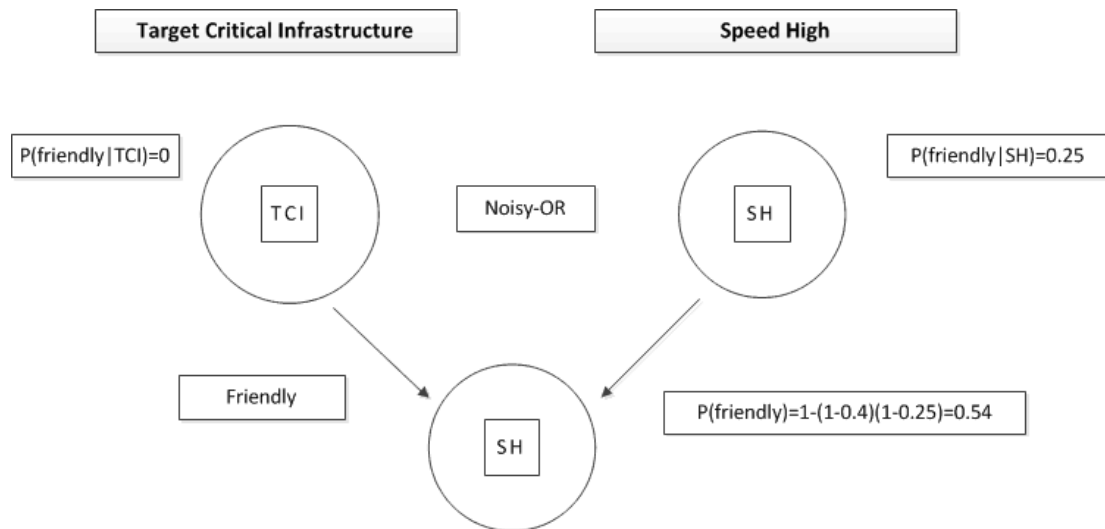 Target Critical Infrastructure
Speed High
P(friendly|TCI)=0
P(friendly|SH)=0.25
TCI
Noisy-OR
SH
Friendly
P(friendly)=1-(1-0.4)(1-0.25)=0.54
SH